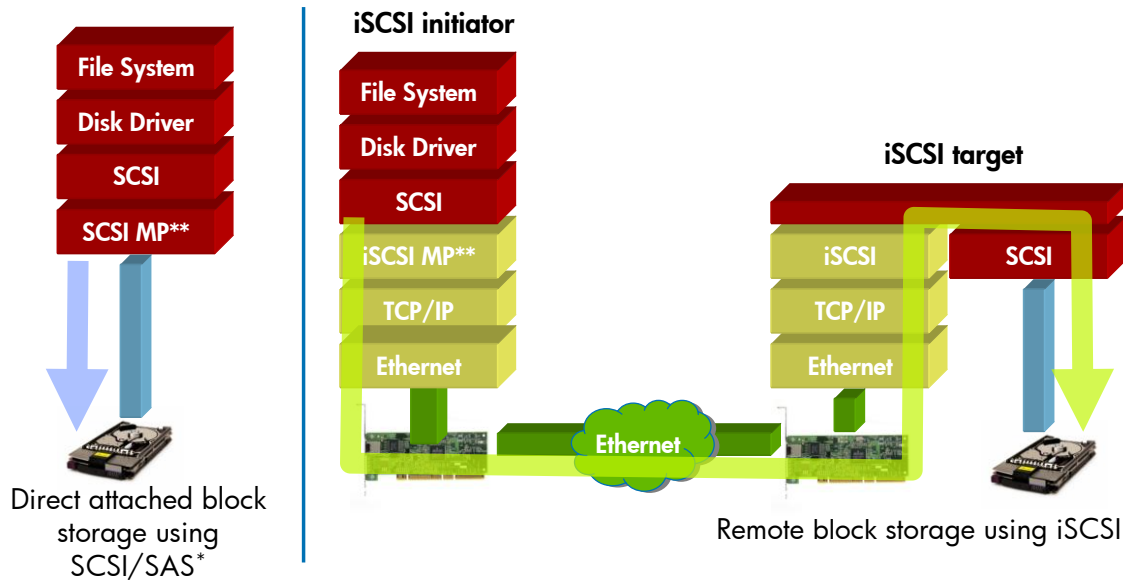 File System
Disk Driver
SCSI
SCSI MP**
Direct attached block
storage using
SCSI/SAS*
iSCSI initiator
File System
Disk Driver
SCSI
iSCSI MP**
TCP/IP
Ethernet
Ethernet
iSCSI target
iSCSI
TCP/IP
Ethernet
SCSI
Remote block storage using iSCSI